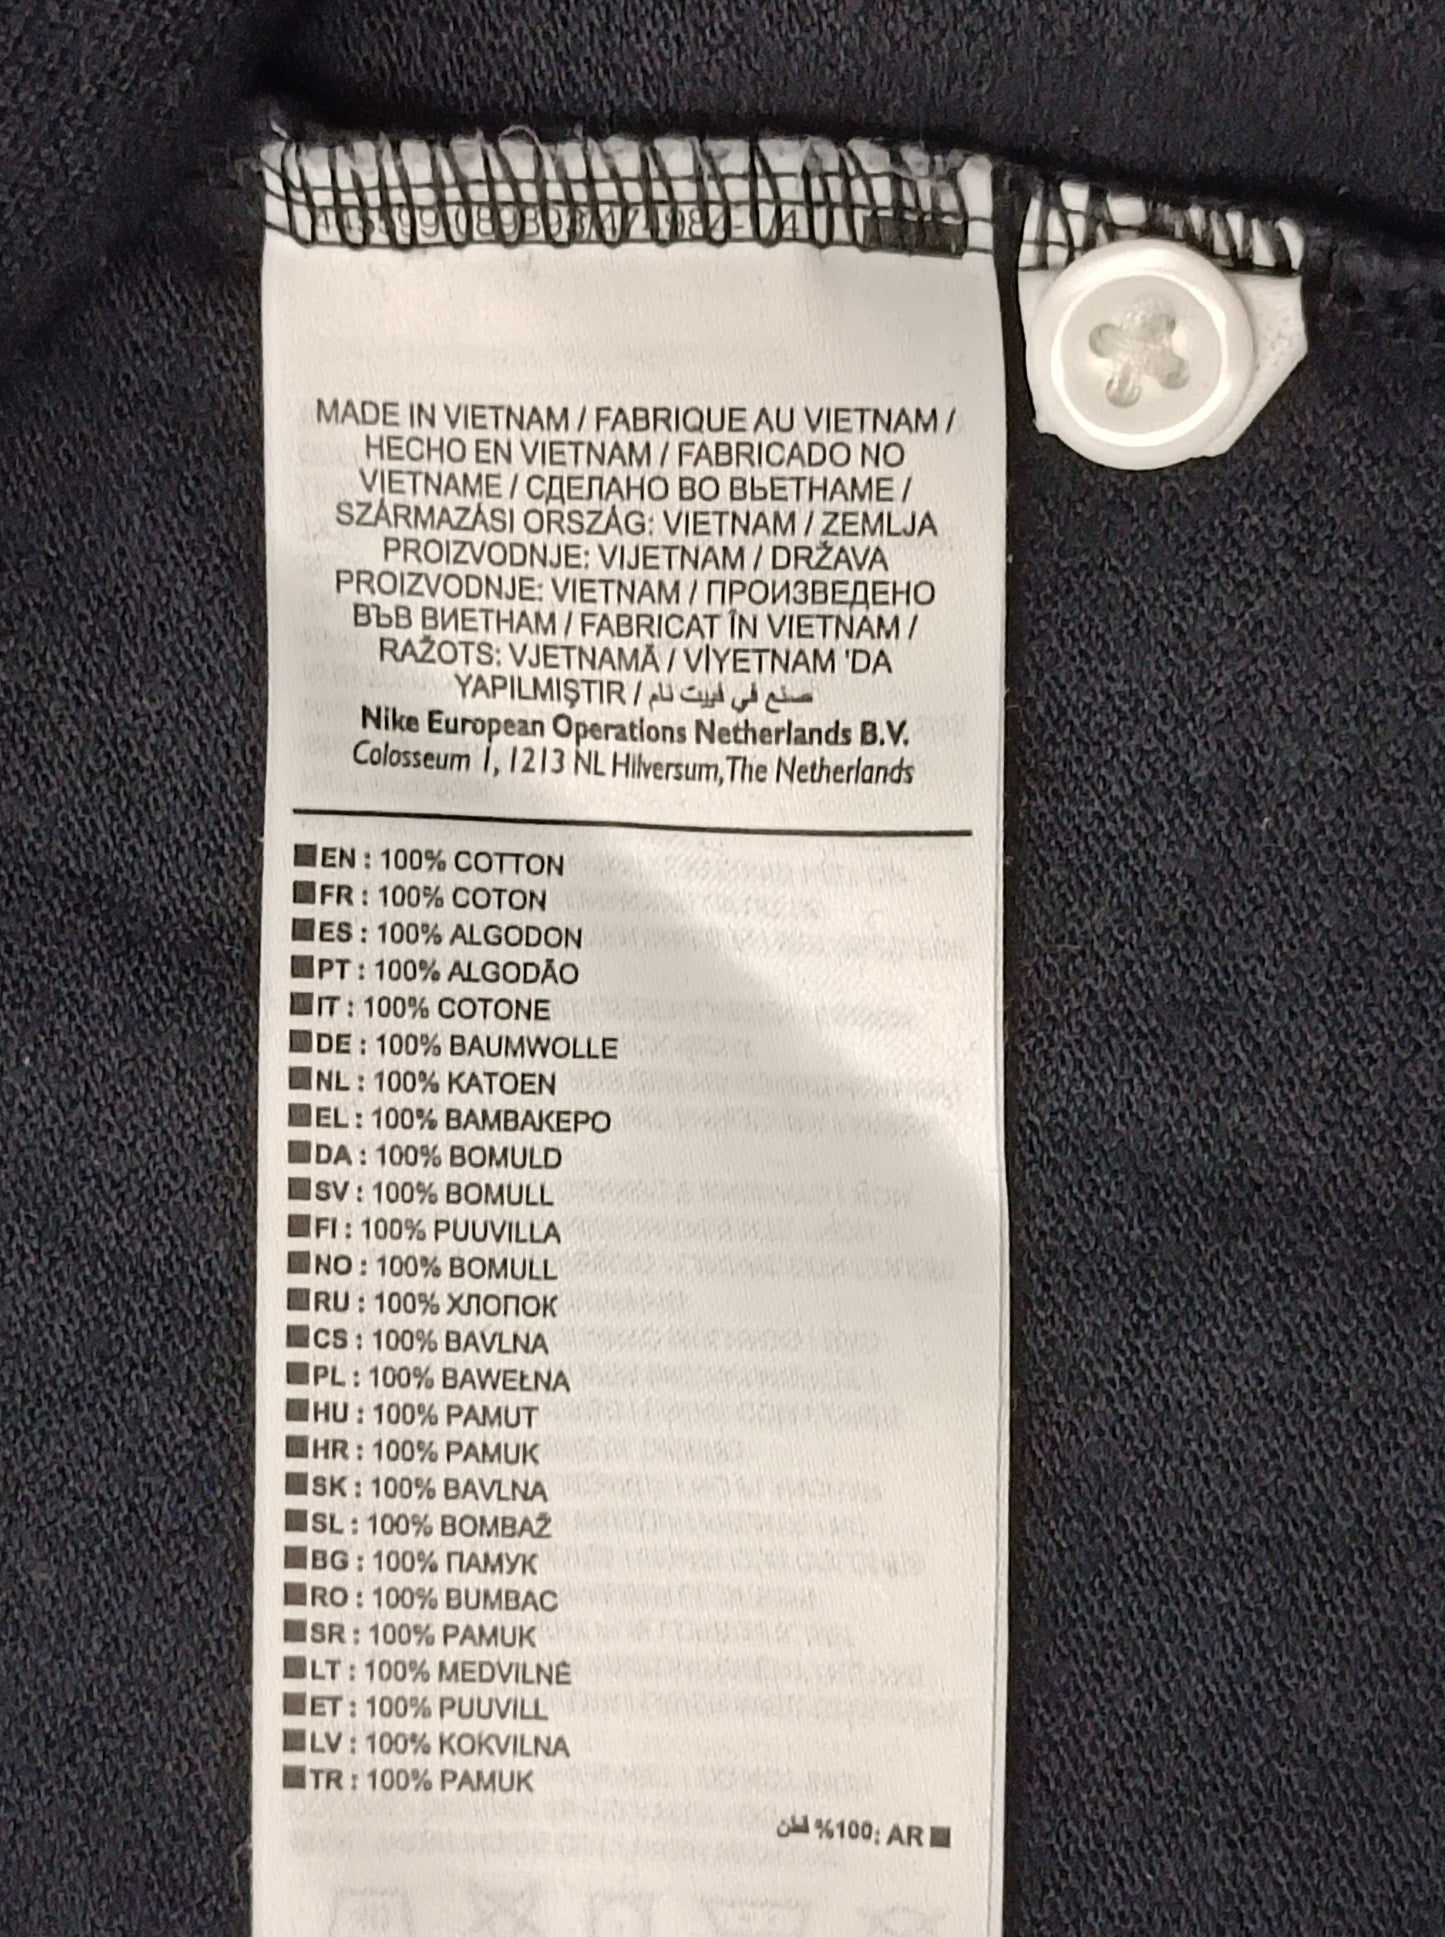 MADE IN VIETNAM / FABRIQUE AU VIETNAM /
HECHO EN VIETNAM / FABRICADO NO
VIETNAME / СДЕЛАНО ВО ВЬЕТНАМЕ /
SZÁRMAZÁSI ORSZÁG: VIETNAM / ZEMLJA
PROIZVODNJE: VIJETNAM / DRŽAVA
PROIZVODNJE: VIETNAM / ПРОИЗВЕДЕНО
ВЪВ ВИЕТНАМ / FABRICAT ÎN VIETNAM /
RAŽOTS: VJETNAMĀ / VİYETNAM 'DA
YAPILMIŞTIR / صنع في فييت نام
Nike European Operations Netherlands B.V.
Colosseum 1, 1213 NL Hilversum, The Netherlands
EN : 100% COTTON
FR : 100% COTON
ES : 100% ALGODON
PT : 100% ALGODÃO
IT : 100% COTONE
DE : 100% BAUMWOLLE
NL : 100% KATOEN
EL : 100% ΒΑΜΒΑΚΕΡΟ
DA : 100% BOMULD
SV : 100% BOMULL
FI : 100% PUUVILLA
NO : 100% BOMULL
RU : 100% ХЛОПОК
CS : 100% BAVLNA
PL : 100% BAWEŁNA
HU : 100% PAMUT
HR : 100% PAMUK
SK : 100% BAVLNA
SL : 100% BOMBAŽ
BG : 100% ПАМУК
RO : 100% BUMBAC
SR : 100% PAMUK
LT : 100% MEDVILNĖ
ET : 100% PUUVILL
LV : 100% KOKVILNA
TR : 100% PAMUK
AR :100% قطن